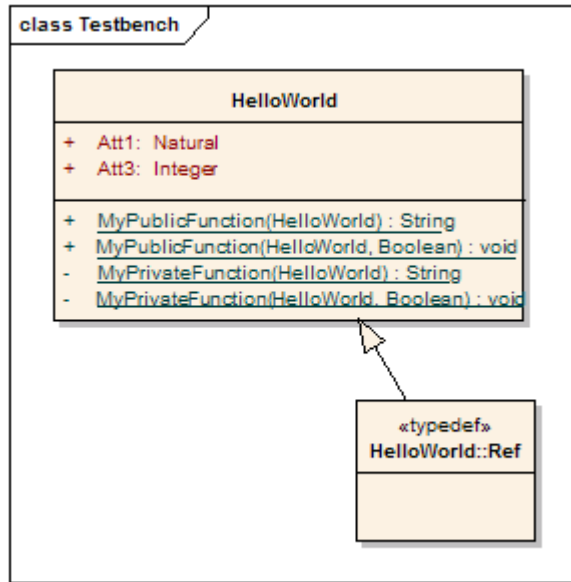 class Testbench
HelloWorld
+ Att1: Natural
+ Att3: Integer
+ MyPublicFunction(HelloWorld) : String
+ MyPublicFunction(HelloWorld, Boolean) : void
- MyPrivateFunction(HelloWorld) : String
- MyPrivateFunction(HelloWorld, Boolean) : void
«typedef»
HelloWorld::Ref